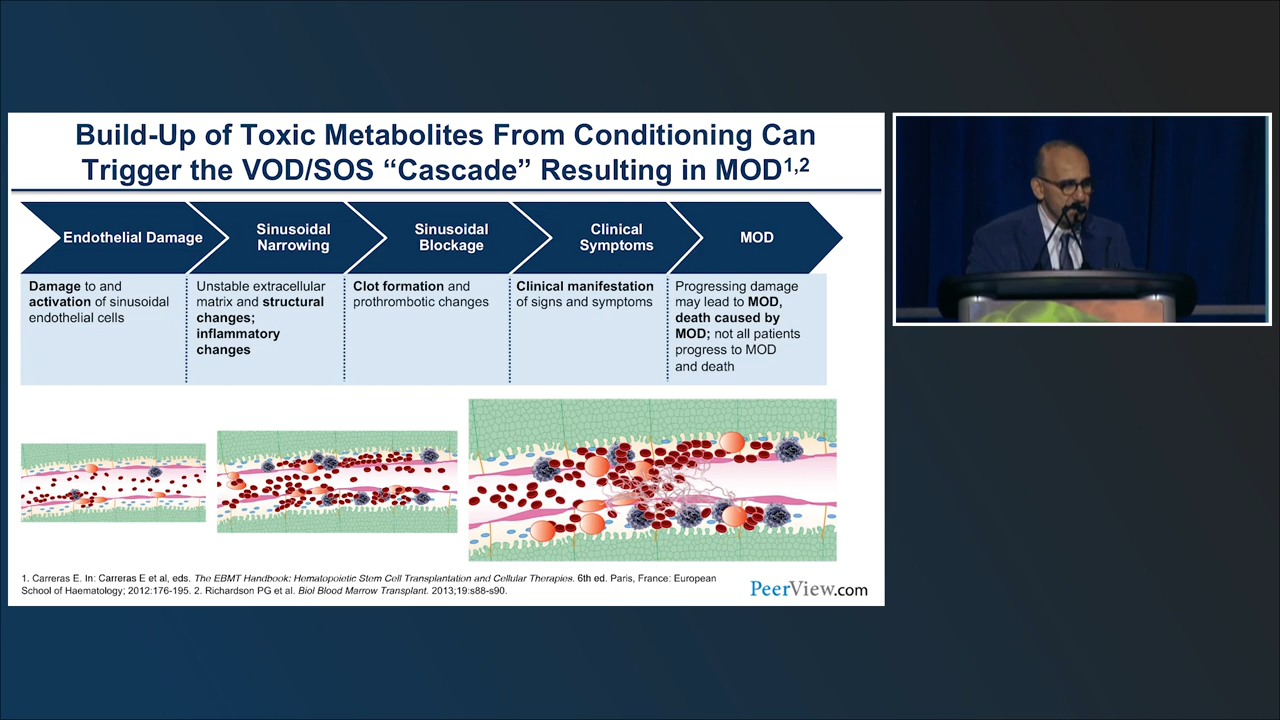 Build-Up of Toxic Metabolites From Conditioning Can
Trigger the VOD/SOS “Cascade” Resulting in MOD1,2
Endothelial Damage
Sinusoidal
Narrowing
Sinusoidal
Blockage
Clinical
Symptoms
MOD
Damage to and
activation of sinusoidal
endothelial cells
Unstable extracellular
matrix and structural
changes;
inflammatory
changes
Clot formation and
prothrombotic changes
Clinical manifestation
of signs and symptoms
Progressing damage
may lead to MOD,
death caused by
MOD; not all patients
progress to MOD
and death
1. Carreras E. In: Carreras E et al, eds. The EBMT Handbook: Hematopoietic Stem Cell Transplantation and Cellular Therapies. 6th ed. Paris, France: European
School of Haematology; 2012:176-195. 2. Richardson PG et al. Biol Blood Marrow Transplant. 2013;19:s88-s90.
PeerView.com